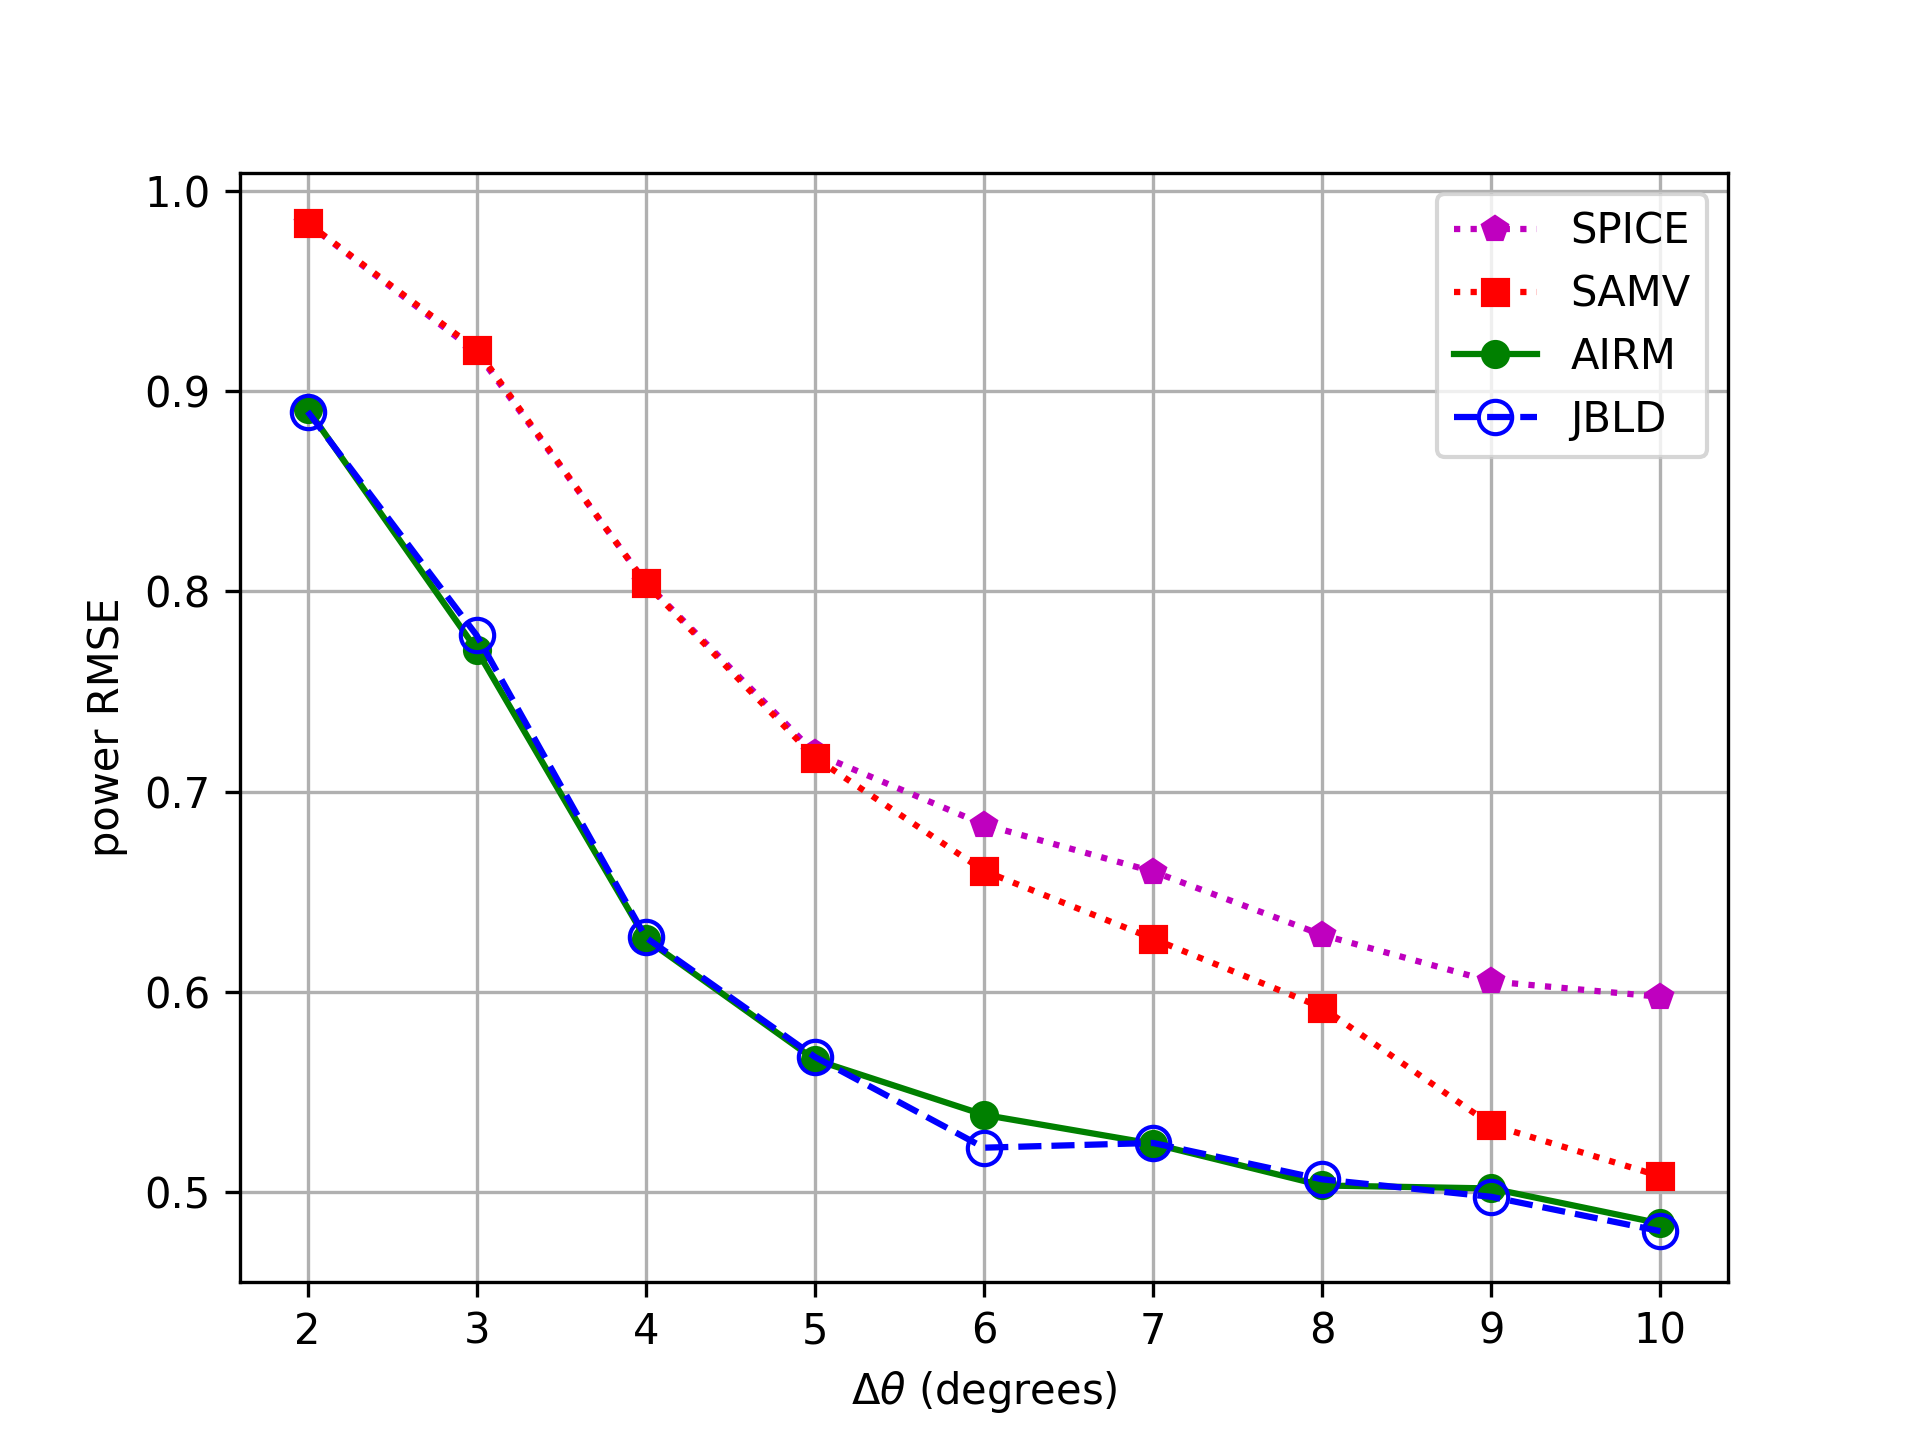 1.0
0.9
0.8
0.7
0.6
0.5
power RMSE
2 3 4 5 6 7 8 9 10
Δθ (degrees)
SPICE
SAMV
AIRM
JBLD